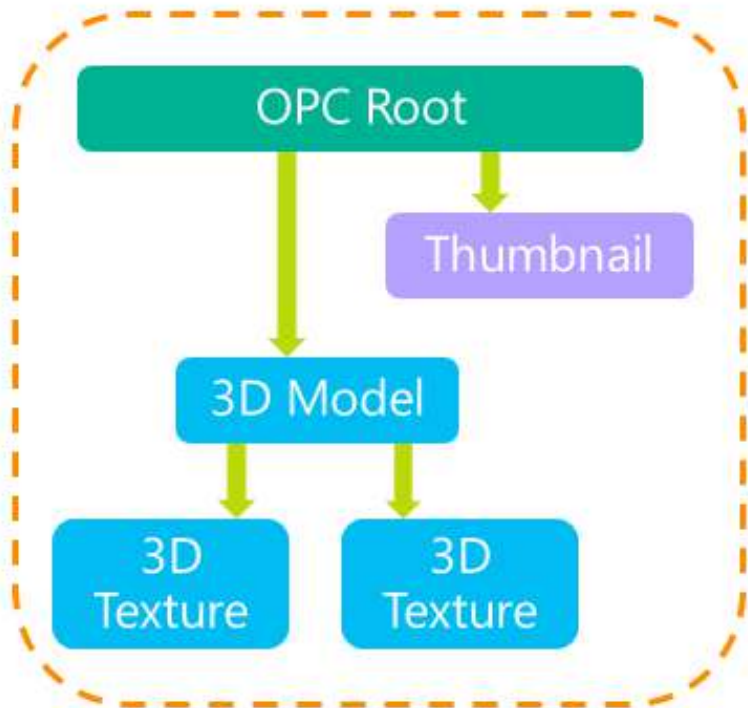 OPC Root
Thumbnail
3D Model
3D
Texture
3D
Texture